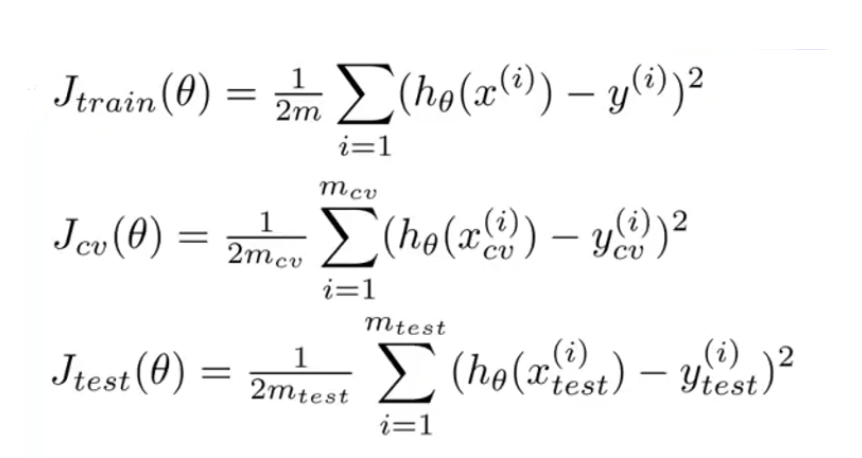 J_{train}(θ) = \frac{1}{2m} \sum_{i=1} (h_θ(x^{(i)}) − y^{(i)})^2
J_{cv}(θ) = \frac{1}{2m_{cv}} \sum_{i=1}^{m_{cv}} (h_θ(x_{cv}^{(i)}) − y_{cv}^{(i)})^2
J_{test}(θ) = \frac{1}{2m_{test}} \sum_{i=1}^{m_{test}} (h_θ(x_{test}^{(i)}) − y_{test}^{(i)})^2